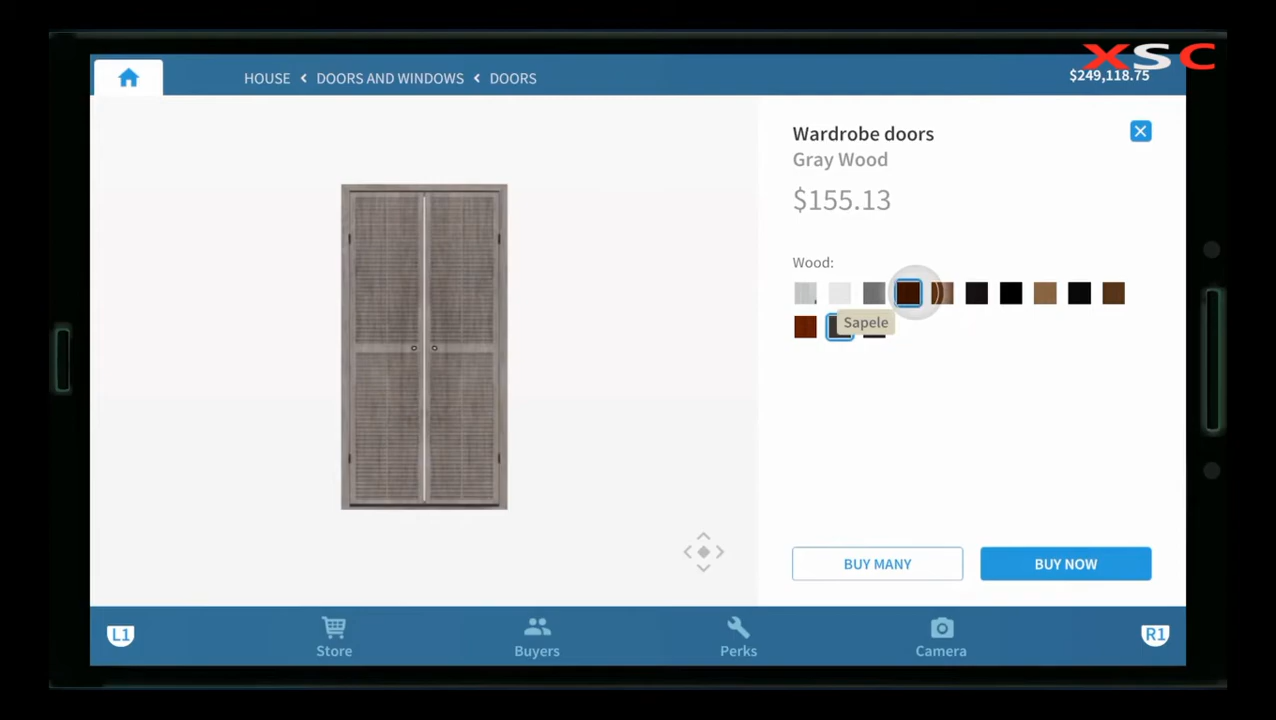 XSC
HOUSE < DOORS AND WINDOWS < DOORS
$249,118.75
Wardrobe doors
Gray Wood
$155.13
Wood:
Sapele
BUY MANY
BUY NOW
L1
Store
Buyers
Perks
Camera
R1